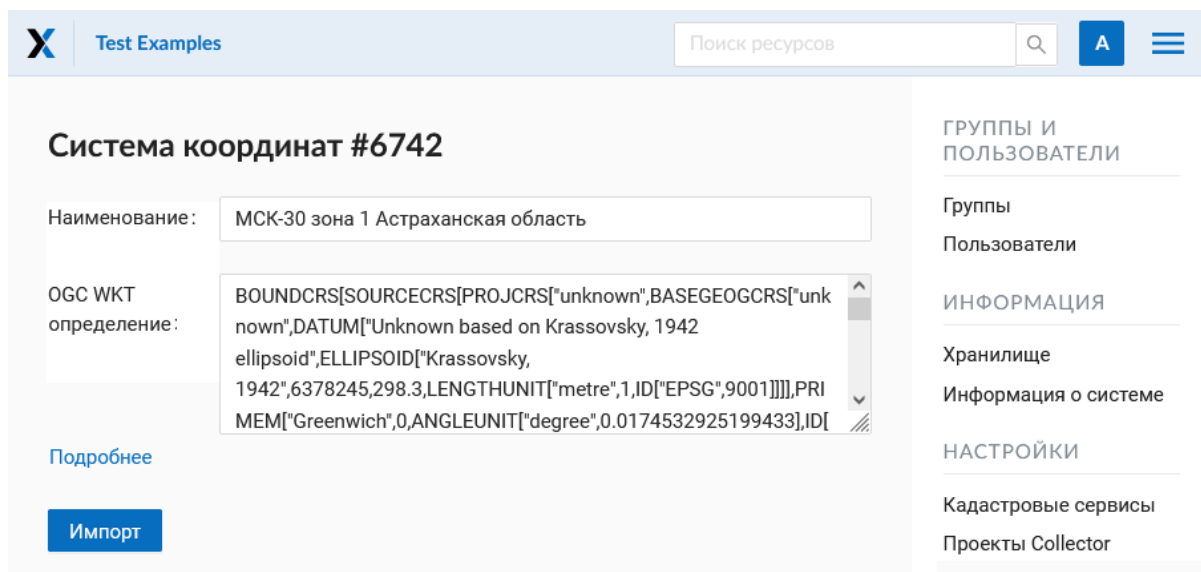 Test Examples
Поиск ресурсов
A
Система координат #6742
Наименование:
МСК-30 зона 1 Астраханская область
OGC WKT
определение:
BOUNDCRS[SOURCECRS[PROJCRS["unknown",BASEGEOGCRS["unk
nown",DATUM["Unknown based on Krassovsky, 1942
ellipsoid",ELLIPSOID["Krassovsky,
1942",6378245,298.3,LENGTHUNIT["metre",1,ID["EPSG",9001]]]],PRI
MEM["Greenwich",0,ANGLEUNIT["degree",0.0174532925199433],ID[
Подробнее
Импорт
ГРУППЫ И
ПОЛЬЗОВАТЕЛИ
Группы
Пользователи
ИНФОРМАЦИЯ
Хранилище
Информация о системе
НАСТРОЙКИ
Кадастровые сервисы
Проекты Collector